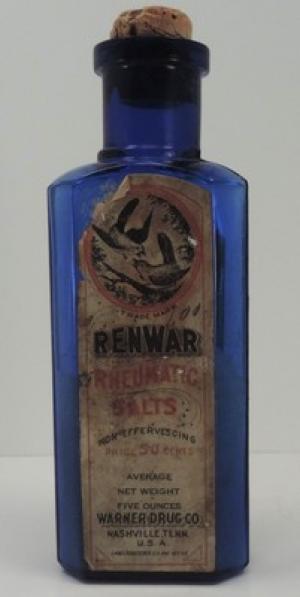 TRADE MARK
RENWAR
RHEUMATIC
SALTS
NON-EFFERVESCING
PRICE 50 CENTS
AVERAGE
NET WEIGHT
FIVE OUNCES
WARNER DRUG CO.
NASHVILLE, TENN.
U.S.A.